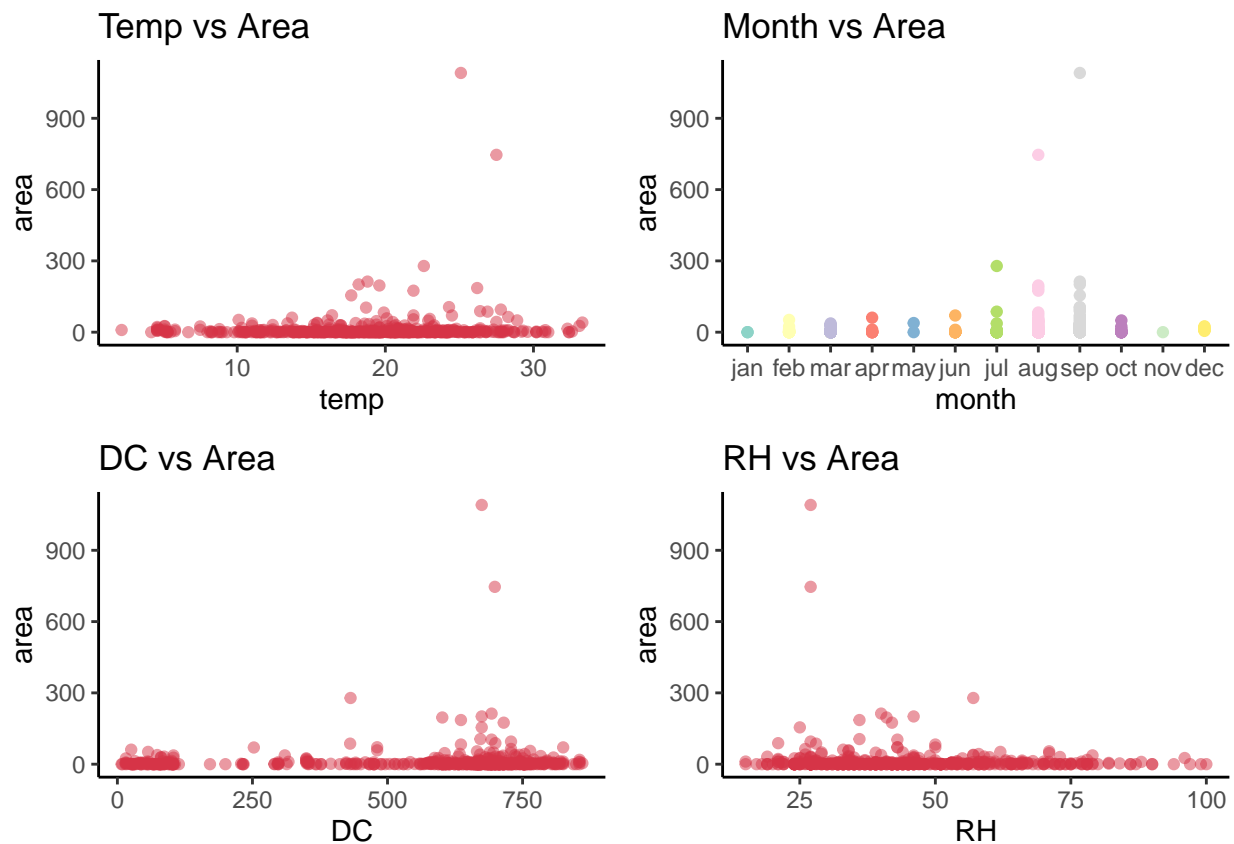 Temp vs Area
900
600
300
0
area
10 20 30
temp
Month vs Area
900
600
300
0
area
jan feb mar apr may jun jul aug sep oct nov dec
month
DC vs Area
900
600
300
0
area
0 250 500 750
DC
RH vs Area
900
600
300
0
area
25 50 75 100
RH